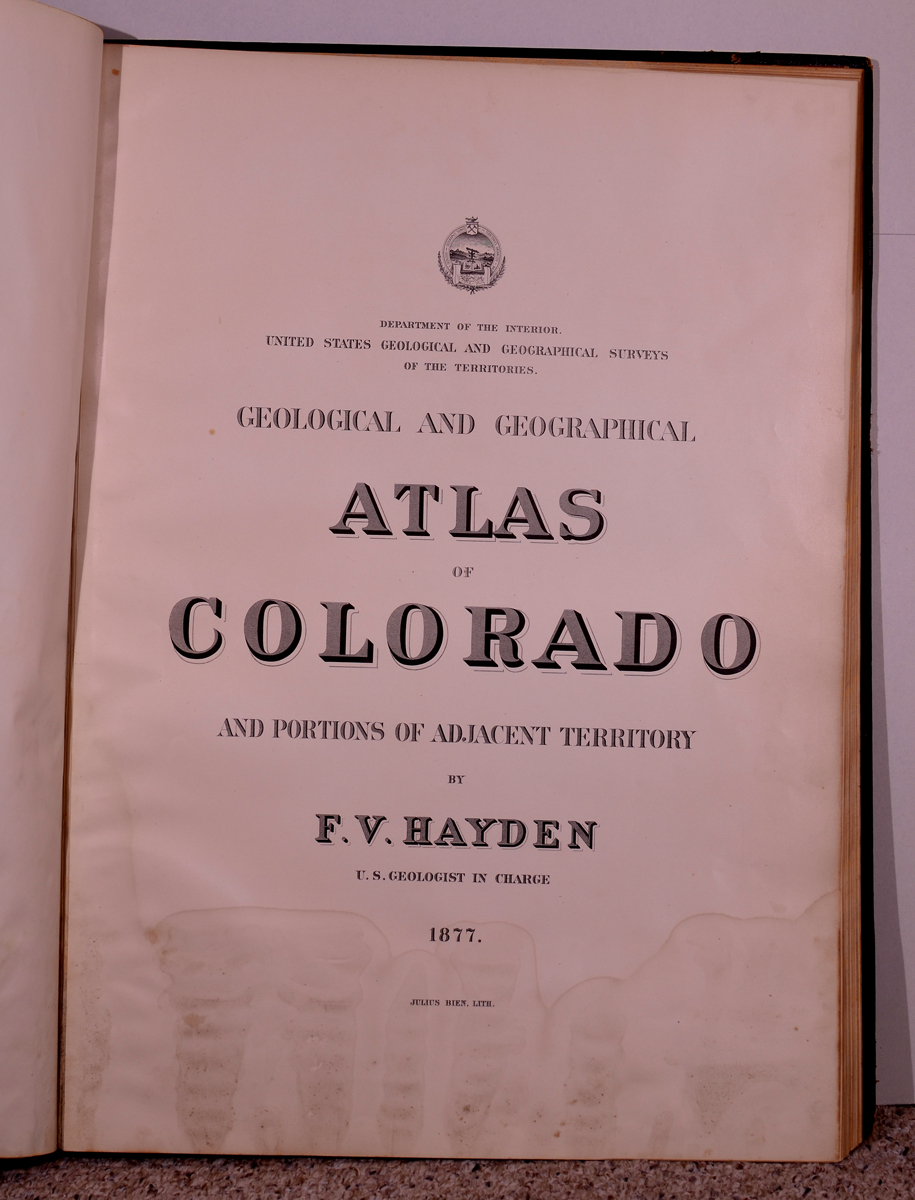 DEPARTMENT OF THE INTERIOR.
UNITED STATES GEOLOGICAL AND GEOGRAPHICAL SURVEYS
OF THE TERRITORIES.
GEOLOGICAL AND GEOGRAPHICAL
ATLAS
OF
COLORADO
AND PORTIONS OF ADJACENT TERRITORY
BY
F. V. HAYDEN
U. S. GEOLOGIST IN CHARGE
1877.
JULIUS BIEN, LITH.